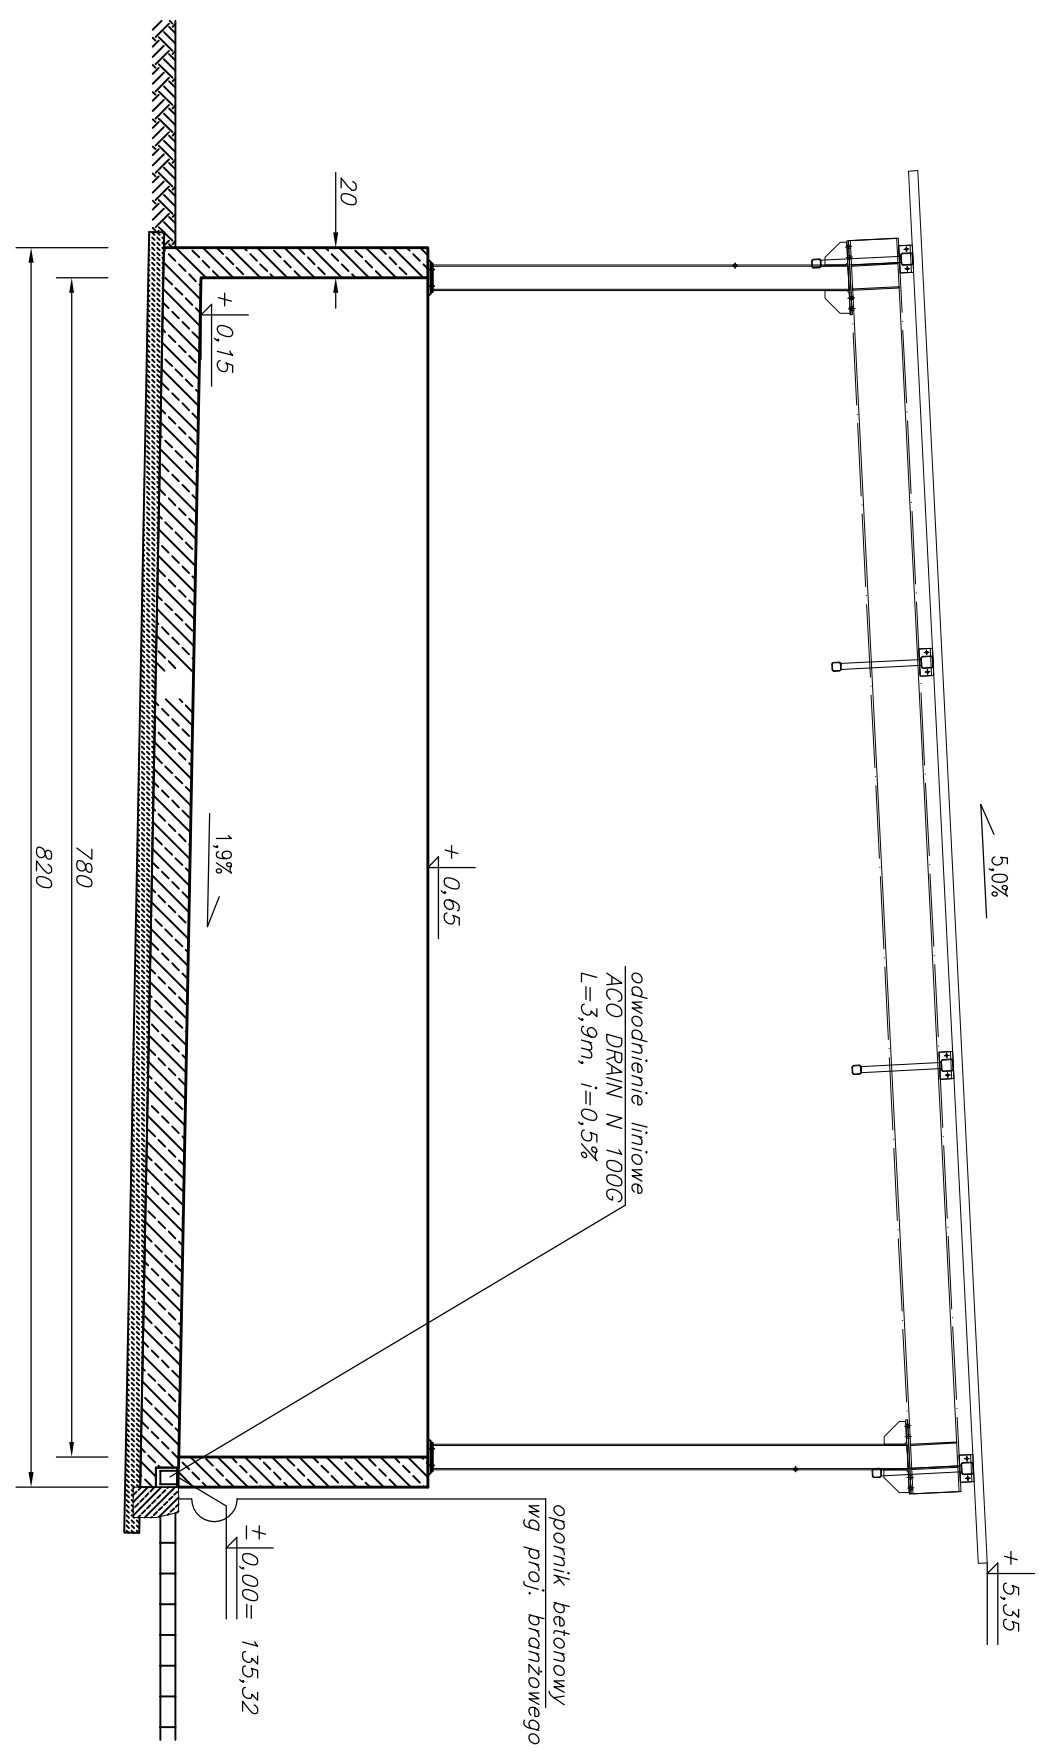 5,0%
+ 5,35
odwodnienie liniowe
ACO DRAIN N 100G
L=3,9m, i=0,5%
opornik betonowy
wg proj. branżowego
+ 0,65
20
+ 0,15
1,9%
± 0,00= 135,32
780
820